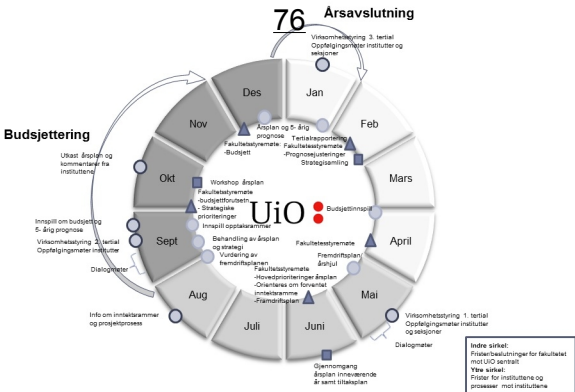 76
Årsavslutning
Virksomhetsstyring 3. tertial
Oppfølgingsmøter institutter og
seksjoner
Des
Jan
Feb
Mars
April
Mai
Juni
Juli
Aug
Sept
Okt
Nov
Budsjettering
Årsplan og 5- årig
prognose
Fakultetsstyremøte:
-Budsjett
Tertialrapportering
Fakultetsstyremøte
-Prognosejusteringer
Strategisamling
Utkast årsplan og
kommentarer fra
instituttene
Workshop årsplan
Fakultetsstyremøte
-budsjettforutsetn.
- Strategiske
prioriteringer
UiO:
Budsjettinnspill
Innspill om budsjett og
5- årig prognose
Virksomhetsstyring 2. tertial
Oppfølgingsmøter institutter
Dialogmøter
Innspill opptaksrammer
Behandling av årsplan
og strategi
Vurdering av
fremdriftsplanen
Fakultetsstyremøte
Fremdriftsplan
årshjul
Fakultetsstyremøte
-Hovedprioriteringer årsplan
-Orienteres om forventet
inntektsramme
-Framdriftsplan
Info om inntektsrammer
og prosjektprosess
Virksomhetsstyring 1. tertial
Oppfølgingsmøter institutter
og seksjoner
Dialogmøter
Gjennomgang
årsplan inneværende
år samt tiltaksplan
Indre sirkel:
Frister/beslutninger for fakultetet
mot UiO sentralt
Ytre sirkel:
Frister for instituttene og
prosesser mot instituttene